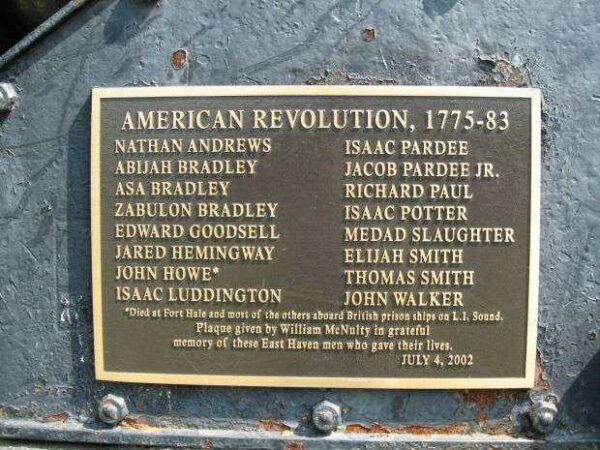 AMERICAN REVOLUTION, 1775-83
NATHAN ANDREWS
ABIJAH BRADLEY
ASA BRADLEY
ZABULON BRADLEY
EDWARD GOODSELL
JARED HEMINGWAY
JOHN HOWE*
ISAAC LUDDINGTON
ISAAC PARDEE
JACOB PARDEE JR.
RICHARD PAUL
ISAAC POTTER
MEDAD SLAUGHTER
ELIJAH SMITH
THOMAS SMITH
JOHN WALKER
*Died at Fort Hale and most of the others aboard British prison ships on L.I. Sound.
Plaque given by William McNulty in grateful
memory of these East Haven men who gave their lives.
JULY 4, 2002